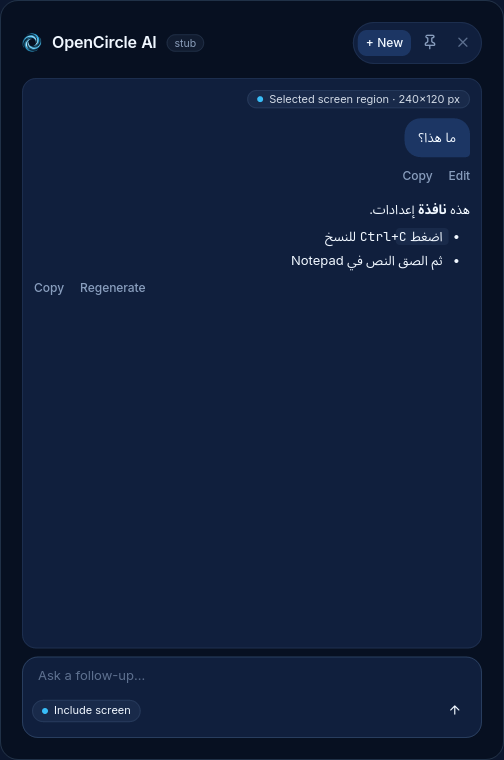 OpenCircle AI
stub
+ New
Selected screen region · 240×120 px
ما هذا؟
Copy Edit
هذه نافذة إعدادات.
• اضغط Ctrl+C للنسخ
• ثم الصق النص في Notepad
Copy Regenerate
Ask a follow-up...
Include screen